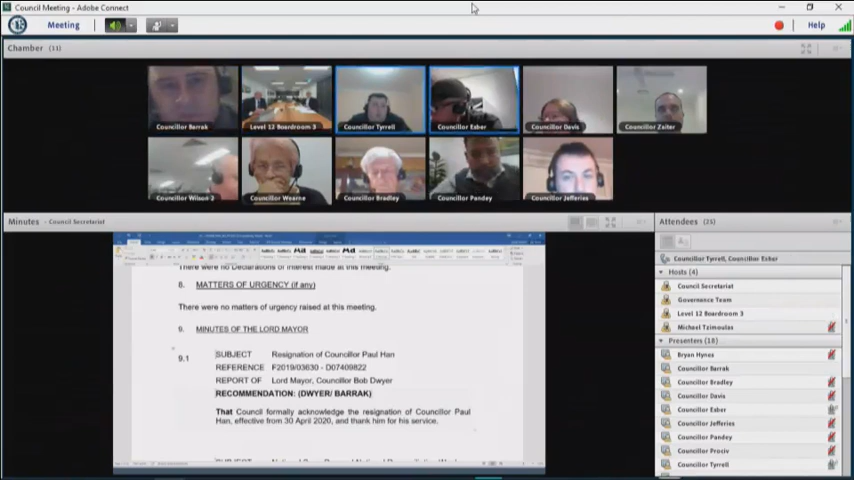 Council Meeting - Adobe Connect
Meeting
Help
Chamber (11)
Councillor Barrak
Level 12 Boardroom 3
Councillor Tyrrell
Councillor Esber
Councillor Davis
Councillor Zaiter
Councillor Wilson 2
Councillor Wearne
Councillor Bradley
Councillor Pandey
Councillor Jefferies
Minutes - Council Secretariat
There were no Declarations of Interest made at this meeting.
8. MATTERS OF URGENCY (if any)
There were no matters of urgency raised at this meeting.
9. MINUTES OF THE LORD MAYOR
9.1 SUBJECT Resignation of Councillor Paul Han
REFERENCE F2019/03630 - D07409822
REPORT OF Lord Mayor, Councillor Bob Dwyer
RECOMMENDATION: (DWYER/ BARRAK)
That Council formally acknowledge the resignation of Councillor Paul
Han, effective from 30 April 2020, and thank him for his service.
Attendees (25)
Councillor Tyrrell, Councillor Esber
Hosts (4)
Council Secretariat
Governance Team
Level 12 Boardroom 3
Michael Tzimoulas
Presenters (18)
Bryan Hynes
Councillor Barrak
Councillor Bradley
Councillor Davis
Councillor Esber
Councillor Jefferies
Councillor Pandey
Councillor Prociv
Councillor Tyrrell